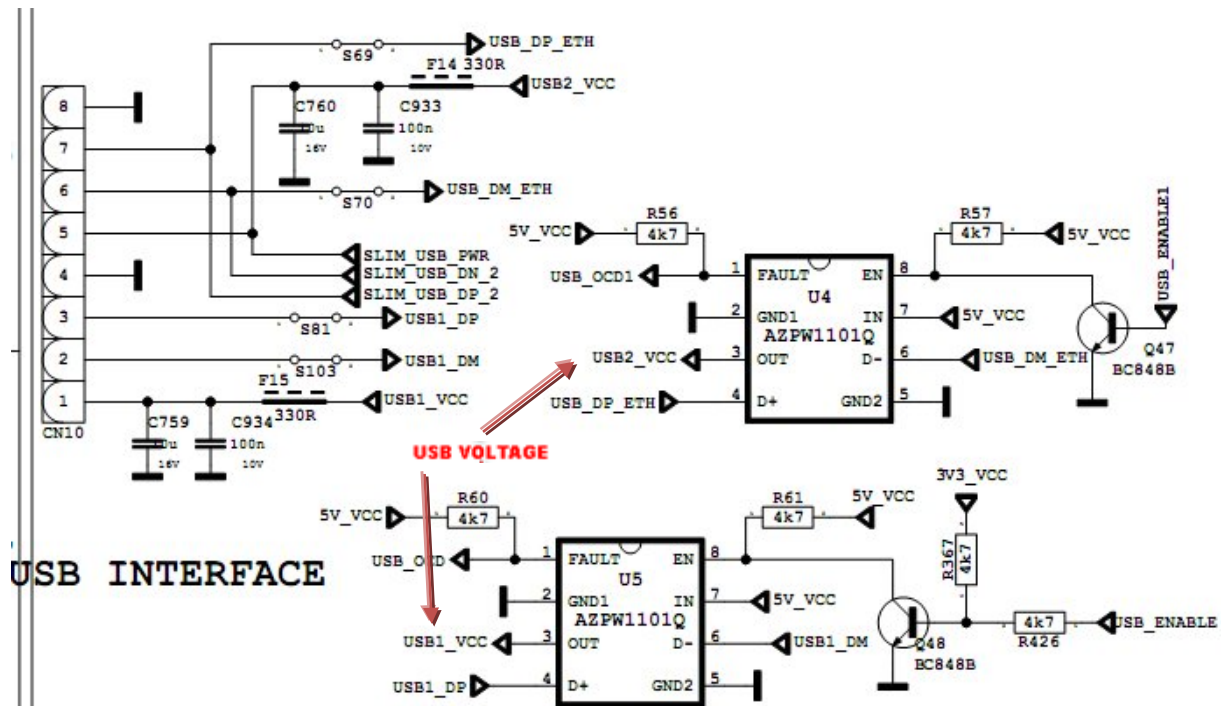 USB_DP_ETH
S69
F14 330R
USB2_VCC
8
C760
10u
16V
C933
100n
10V
7
6
USB_DM_ETH
S70
5
SLIM_USB_PWR
4
SLIM_USB_DN_2
SLIM_USB_DP_2
3
USB1_DP
S81
2
USB1_DM
S103
F15
330R
1
USB1_VCC
CN10
C759
10u
16V
C934
100n
10V
USB VOLTAGE
R56
5V_VCC
4k7
USB_OCD1
1
FAULT
EN
8
U4
2
GND1
IN
7
5V_VCC
AZPW1101Q
USB2_VCC
3
OUT
D-
6
USB_DM_ETH
USB_DP_ETH
4
D+
GND2
5
R57
4k7
5V_VCC
USB_ENABLE1
Q47
BC848B
R60
5V_VCC
4k7
R61
4k7
5V_VCC
3V3_VCC
R367
4k7
USB INTERFACE
USB_OCD
1
FAULT
EN
8
U5
2
GND1
IN
7
5V_VCC
AZPW1101Q
USB1_VCC
3
OUT
D-
6
USB1_DM
USB1_DP
4
D+
GND2
5
Q48
BC848B
4k7
R426
USB_ENABLE